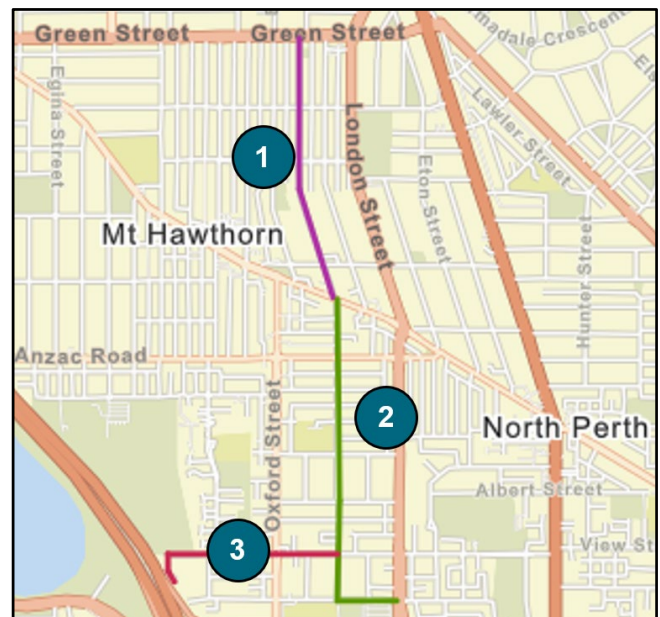 Green Street
Green Street
Lawler Street
Egina Street
London Street
Eton Street
1
Mt Hawthorn
Hunter Street
Anzac Road
2
Oxford Street
North Perth
Albert Street
3
View St